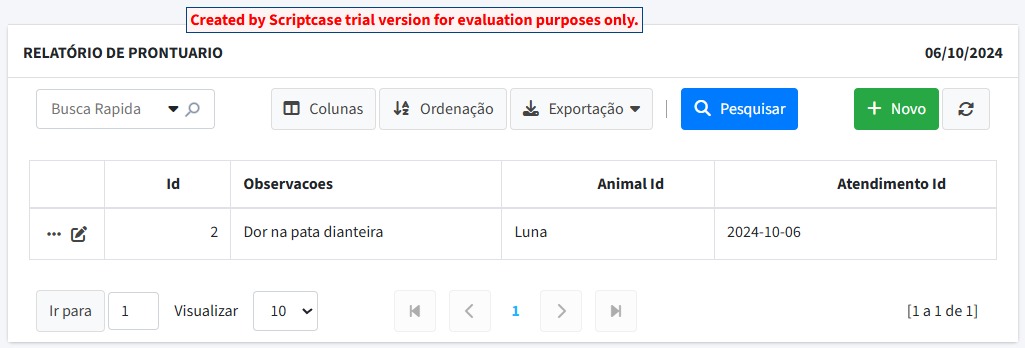 Created by Scriptcase trial version for evaluation purposes only.
RELATÓRIO DE PRONTUARIO 06/10/2024
Busca Rapida Colunas Ordenação Exportação | Pesquisar Novo
Id Observacoes Animal Id Atendimento Id
2 Dor na pata dianteira Luna 2024-10-06
Ir para 1 Visualizar 10 1 [1 a 1 de 1]